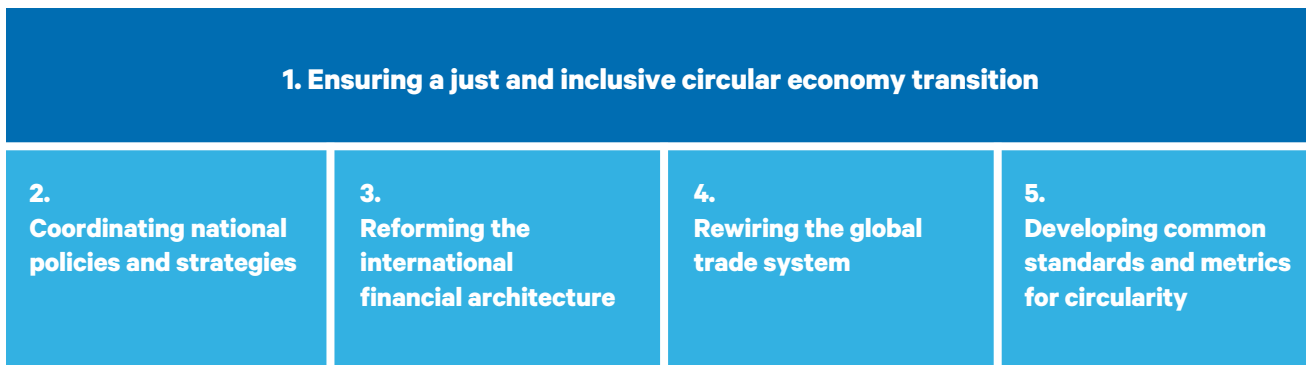 1. Ensuring a just and inclusive circular economy transition
2.
Coordinating national
policies and strategies
3.
Reforming the
international
financial architecture
4.
Rewiring the global
trade system
5.
Developing common
standards and metrics
for circularity